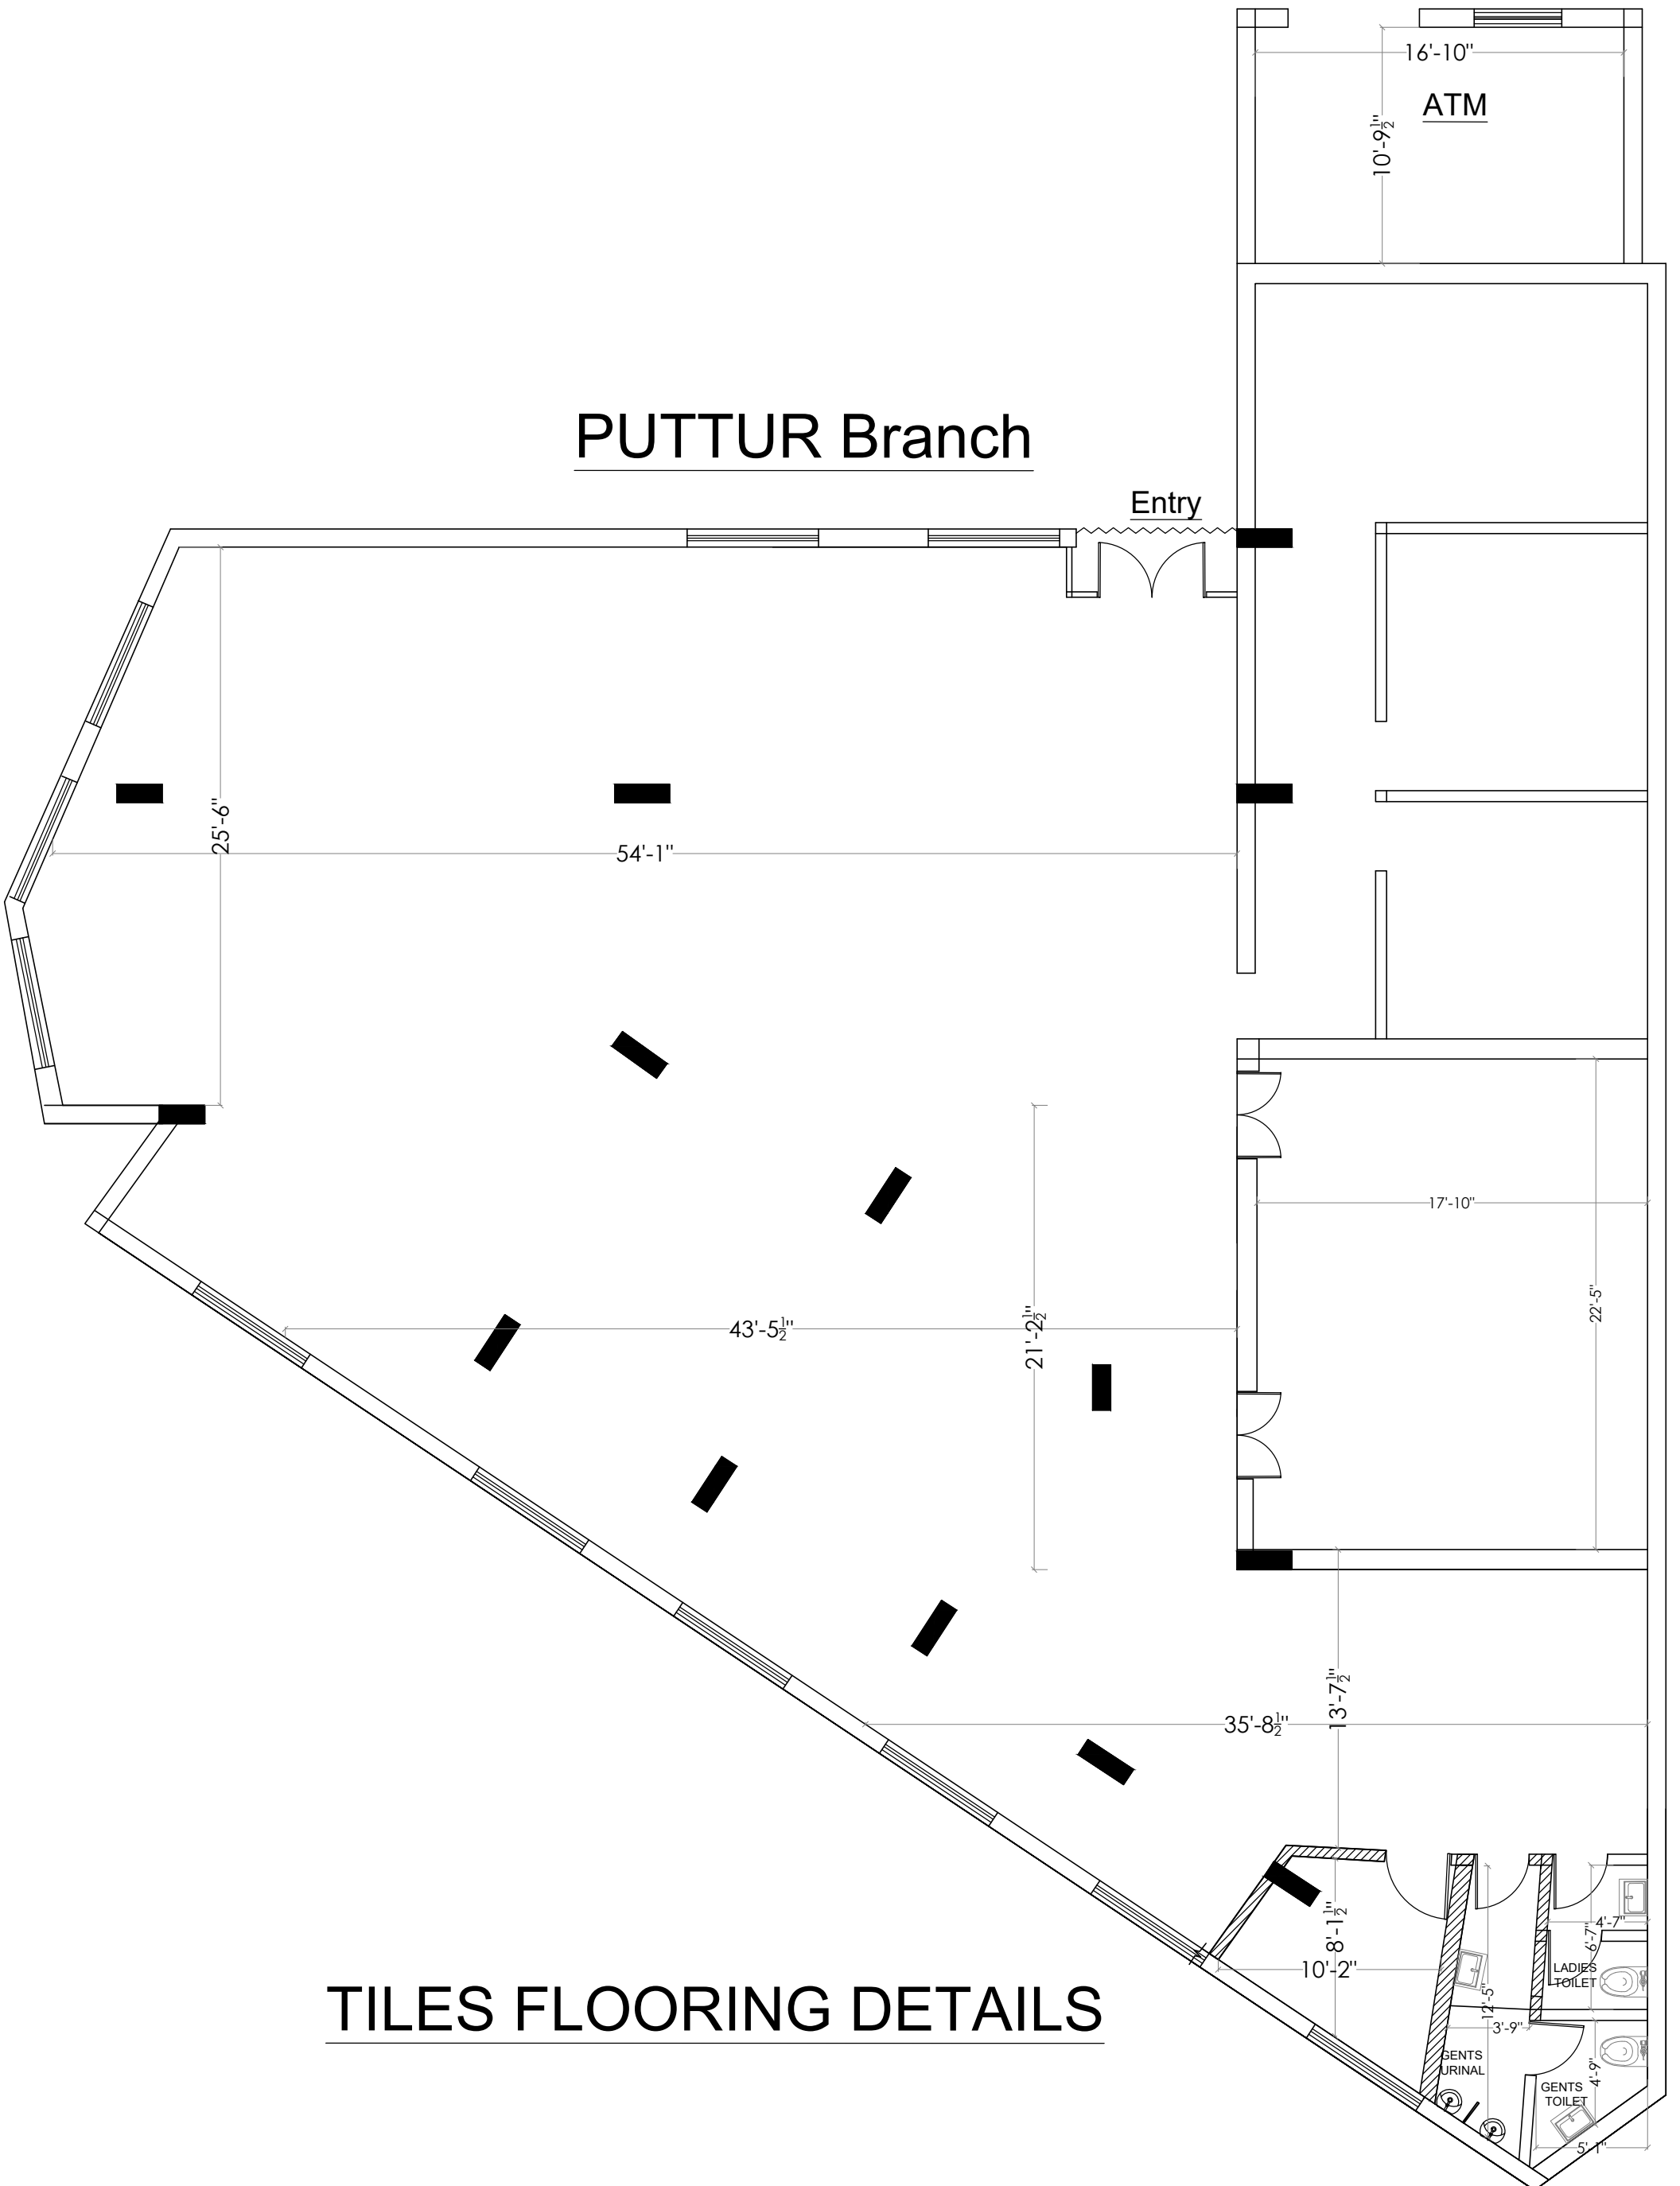 16'-10"
ATM
10'-9½"
PUTTUR Branch
Entry
25'-6"
54'-1"
17'-10"
22'-5"
43'-5½"
21'-2½"
13'-7½"
35'-8½"
8'-1½"
4'-7"
6'-7"
10'-2"
LADIES
TOILET
12'-5"
3'-9"
TILES FLOORING DETAILS
GENTS
URINAL
4'-9"
GENTS
TOILET
5'-1"